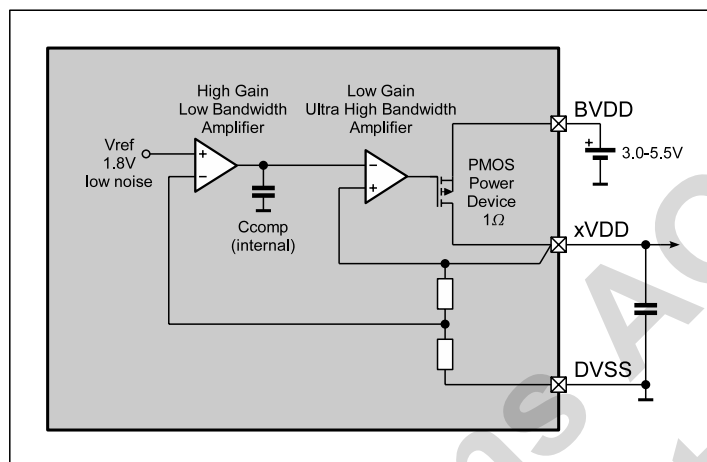 High Gain
Low Bandwidth
Amplifier
Low Gain
Ultra High Bandwidth
Amplifier
BVDD
Vref
1.8V
low noise
+
−
−
+
+
3.0-5.5V
PMOS
Power
Device
1Ω
Ccomp
(internal)
xVDD
DVSS